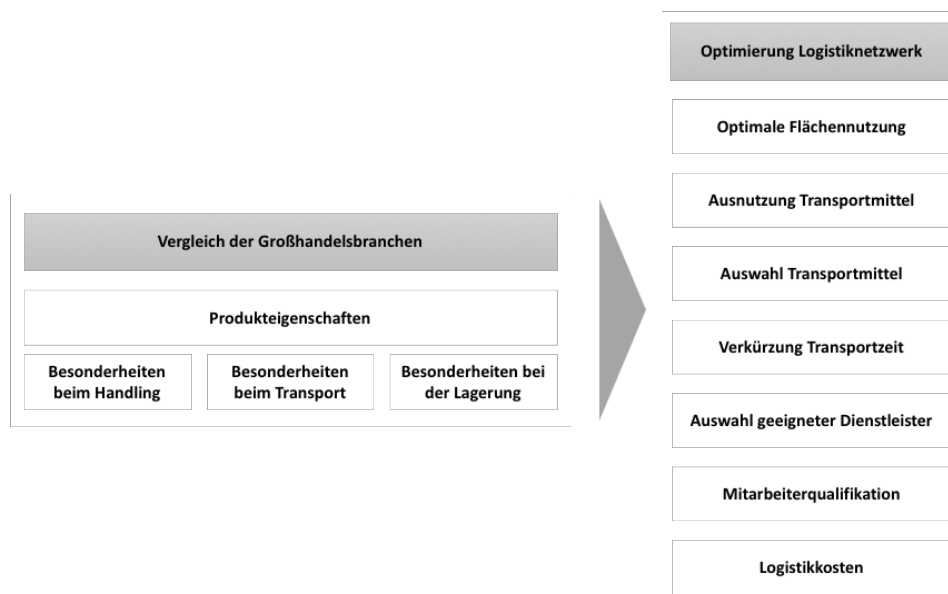 Vergleich der Großhandelsbranchen
Produkteigenschaften
Besonderheiten
beim Handling
Besonderheiten
beim Transport
Besonderheiten bei
der Lagerung
Optimierung Logistiknetzwerk
Optimale Flächennutzung
Ausnutzung Transportmittel
Auswahl Transportmittel
Verkürzung Transportzeit
Auswahl geeigneter Dienstleister
Mitarbeiterqualifikation
Logistikkosten